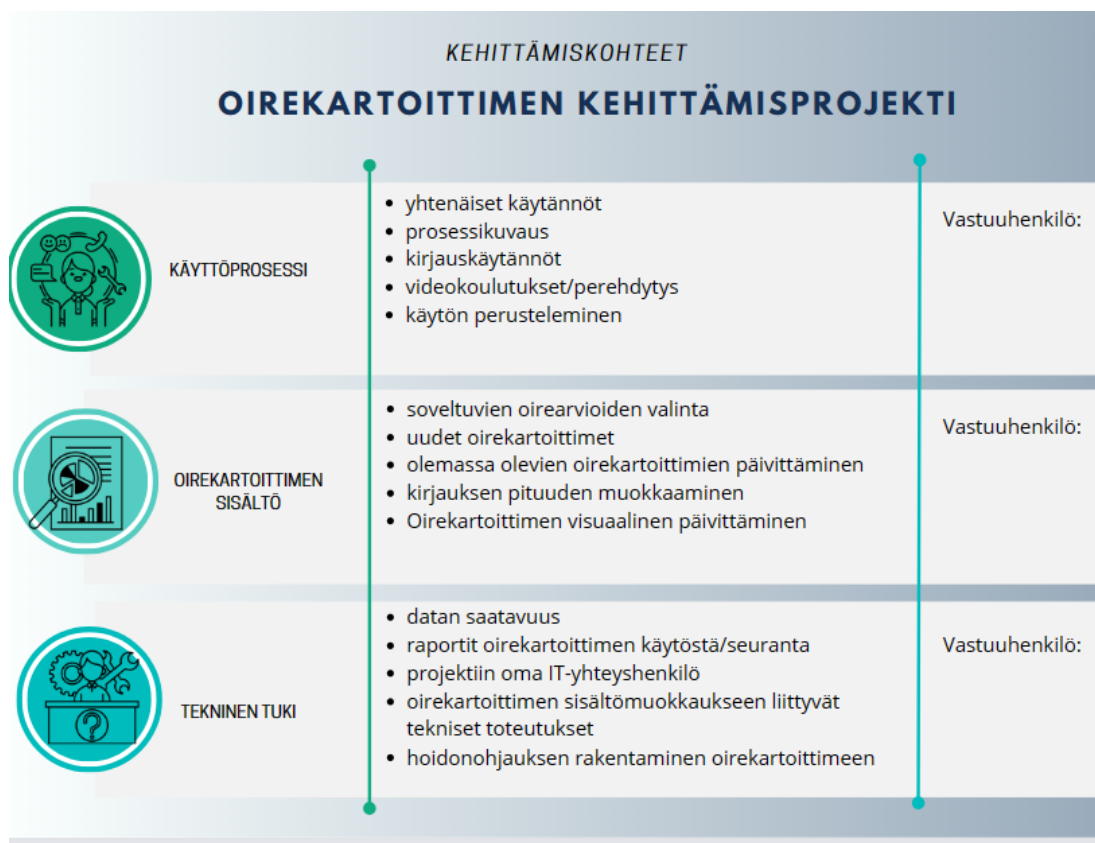 KEHITTÄMISKOHTEET
OIREKARTOITTIMEN KEHITTÄMISPROJEKTI
KÄYTTÖPROSESSI
• yhtenäiset käytännöt
• prosessikuvaus
• kirjauskäytännöt
• videokoulutukset/perehdytys
• käytön perusteleminen
Vastuuhenkilö:
OIREKARTOITTIMEN
SISÄLTÖ
• soveltuvien oirearvioiden valinta
• uudet oirekartoittimet
• olemassa olevien oirekartoittimien päivittäminen
• kirjauksen pituuden muokkaaminen
• Oirekartoittimen visuaalinen päivittäminen
Vastuuhenkilö:
TEKNINEN TUKI
• datan saatavuus
• raportit oirekartoittimen käytöstä/seuranta
• projektiin oma IT-yhteyshenkilö
• oirekartoittimen sisältömuokkaukseen liittyvät
tekniset toteutukset
• hoidonohjauksen rakentaminen oirekartoittimeen
Vastuuhenkilö:
?